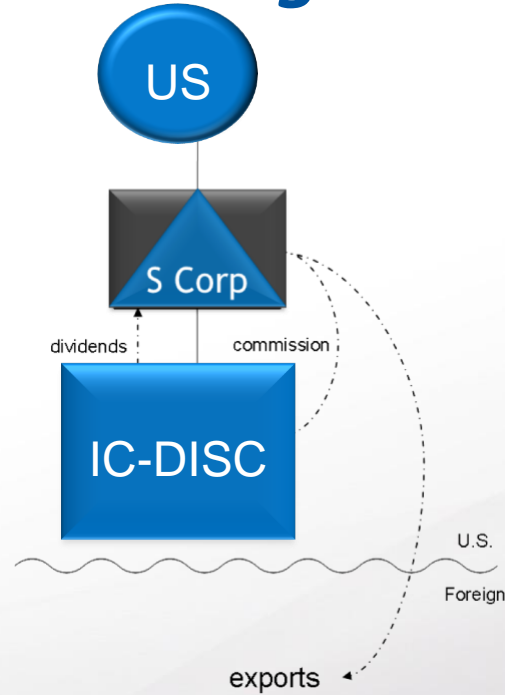 US
S Corp
dividends
commission
IC-DISC
U.S.
Foreign
exports